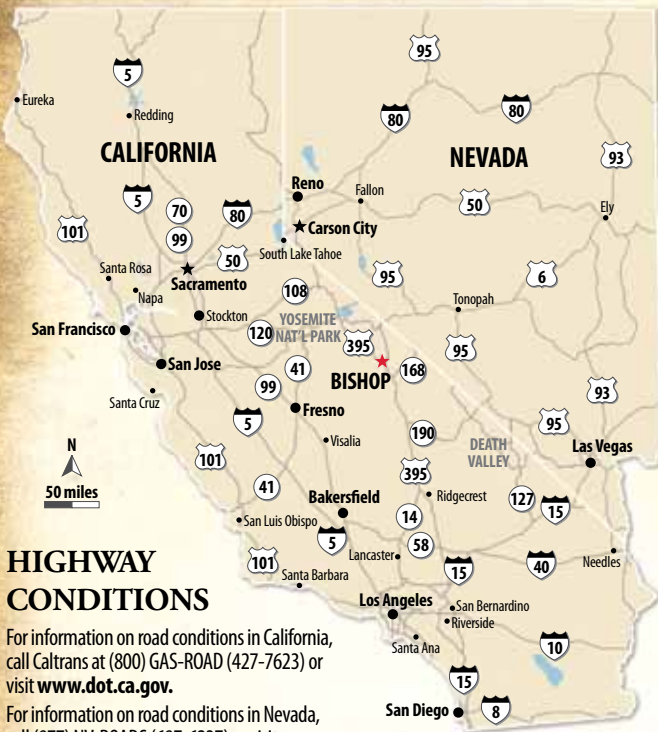 95
5
Eureka
80
80
Redding
CALIFORNIA
NEVADA
93
Reno
Fallon
5
70
80
50
Ely
101
99
Carson City
50
South Lake Tahoe
Santa Rosa
Sacramento
95
6
Napa
108
Tonopah
Stockton
San Francisco
120
YOSEMITE
NAT'L PARK
395
95
San Jose
41
BISHOP
168
99
Santa Cruz
Fresno
93
5
95
190
Visalia
DEATH
VALLEY
Las Vegas
N
101
395
50 miles
41
Bakersfield
Ridgecrest
127
15
San Luis Obispo
14
5
58
Lancaster
101
15
40
Needles
Santa Barbara
HIGHWAY
CONDITIONS
Los Angeles
San Bernardino
Riverside
Santa Ana
10
For information on road conditions in California,
call Caltrans at (800) GAS-ROAD (427-7623) or
visit www.dot.ca.gov.
15
San Diego
8
For information on road conditions in Nevada,